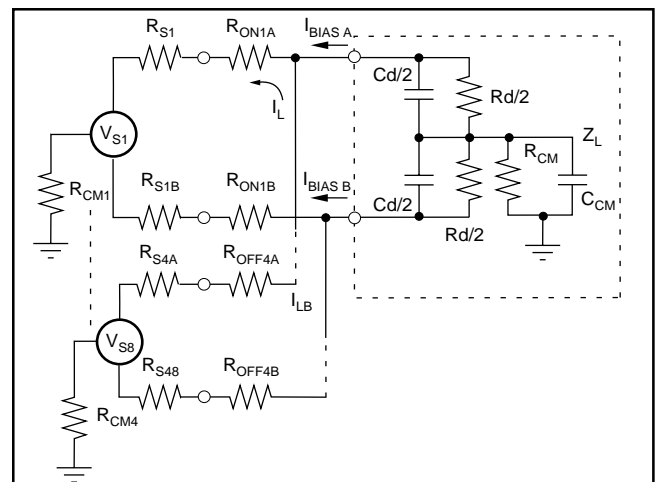 R_S1 R_ON1A I_BIAS A
Cd/2 Rd/2
I_L
V_S1
Z_L
R_S1B R_ON1B I_BIAS B R_CM
R_CM1
Cd/2 C_CM
Rd/2
R_S4A R_OFF4A
I_LB
V_S8
R_S48 R_OFF4B
R_CM4